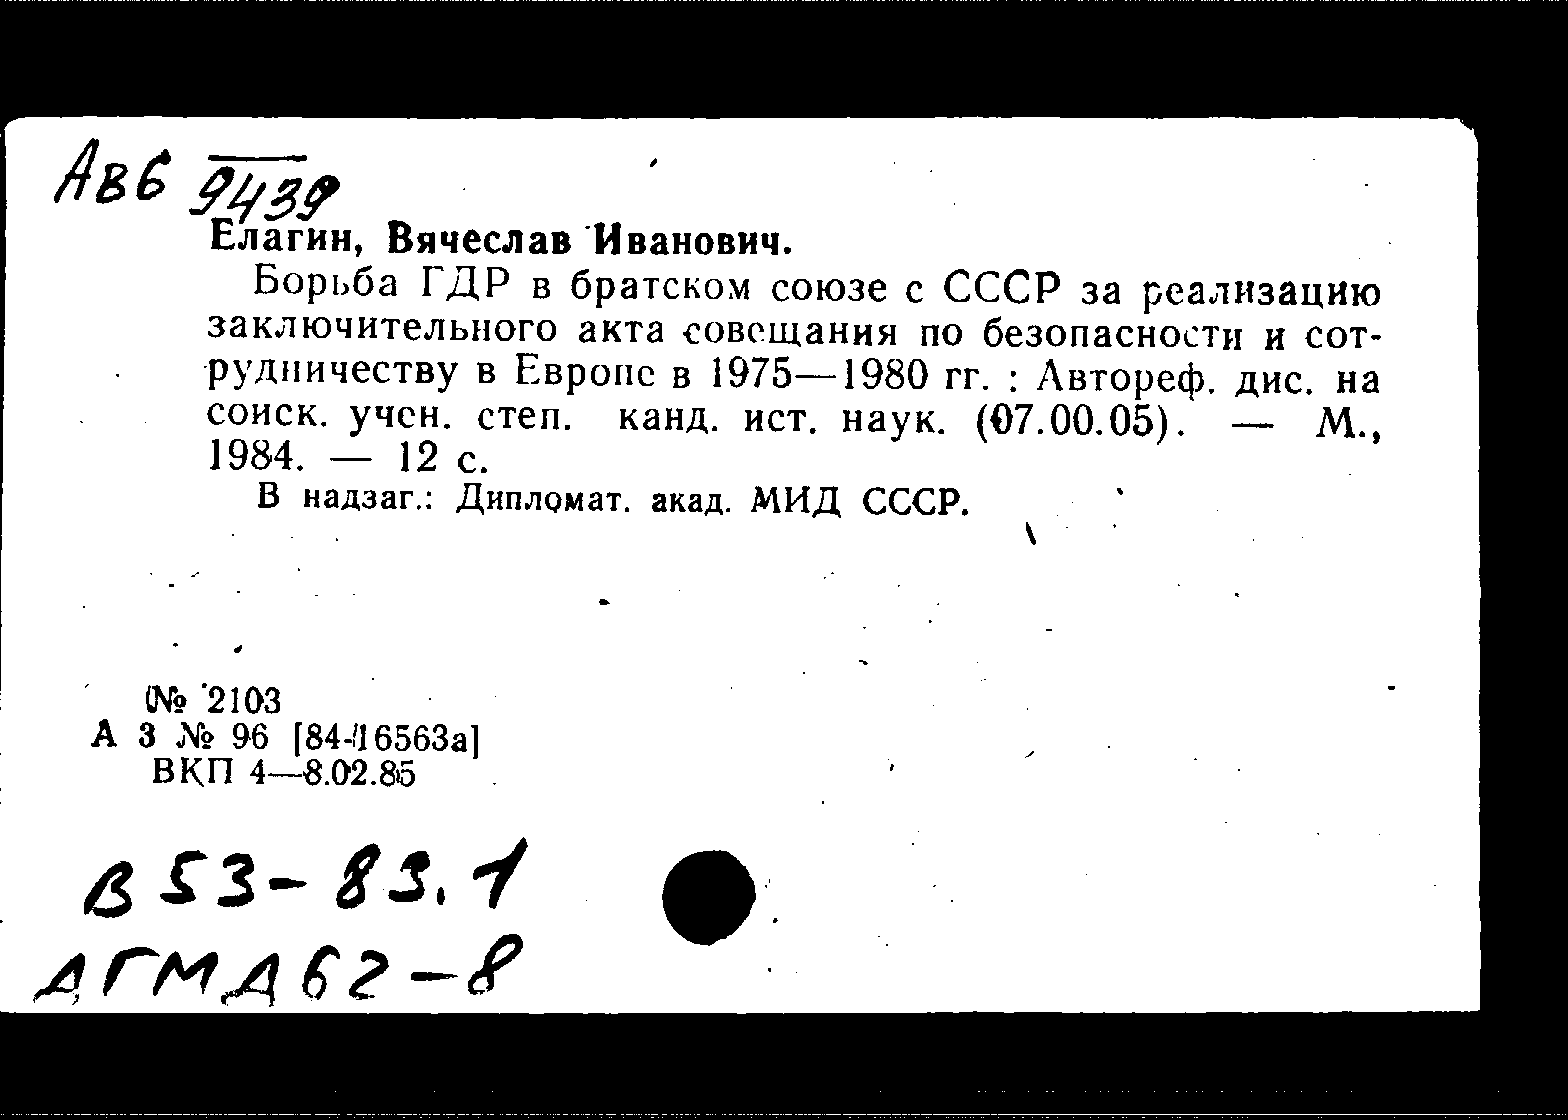 Ав6 9439
Елагин, Вячеслав Иванович.
Борьба ГДР в братском союзе с СССР за реализацию
заключительного акта совещания по безопасности и сот-
рудничеству в Европе в 1975—1980 гг. : Автореф. дис. на
соиск. учен. степ. канд. ист. наук. (07.00.05). — М.,
1984. — 12 с.
В надзаг.: Дипломат. акад. МИД СССР.
№ 2103
А 3 № 96 [84-16563а]
ВКП 4—8.02.85
В53-83.1
ДГМД62-8